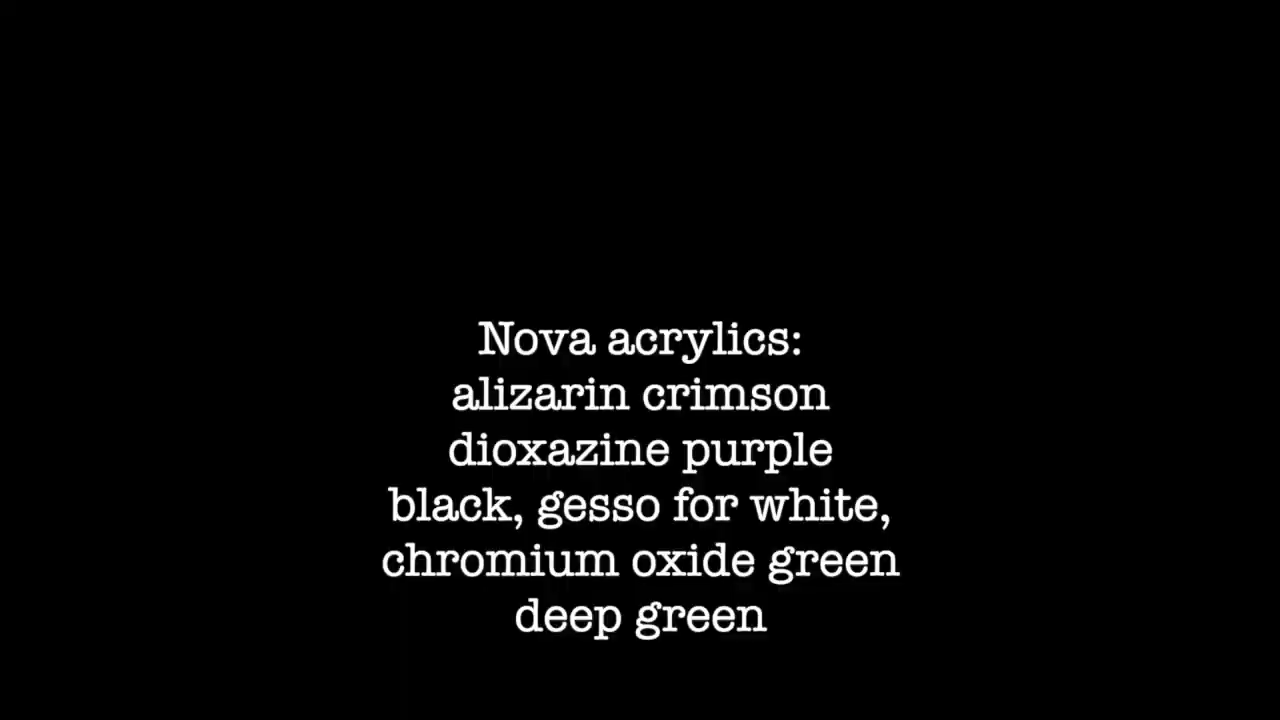 Nova acrylics:
alizarin crimson
dioxazine purple
black, gesso for white,
chromium oxide green
deep green